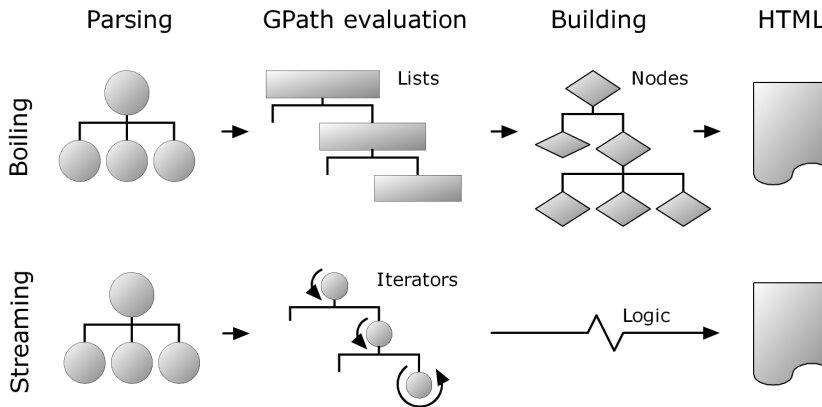 Parsing
GPath evaluation
Building
HTML
Boiling
Lists
Nodes
Streaming
Iterators
Logic